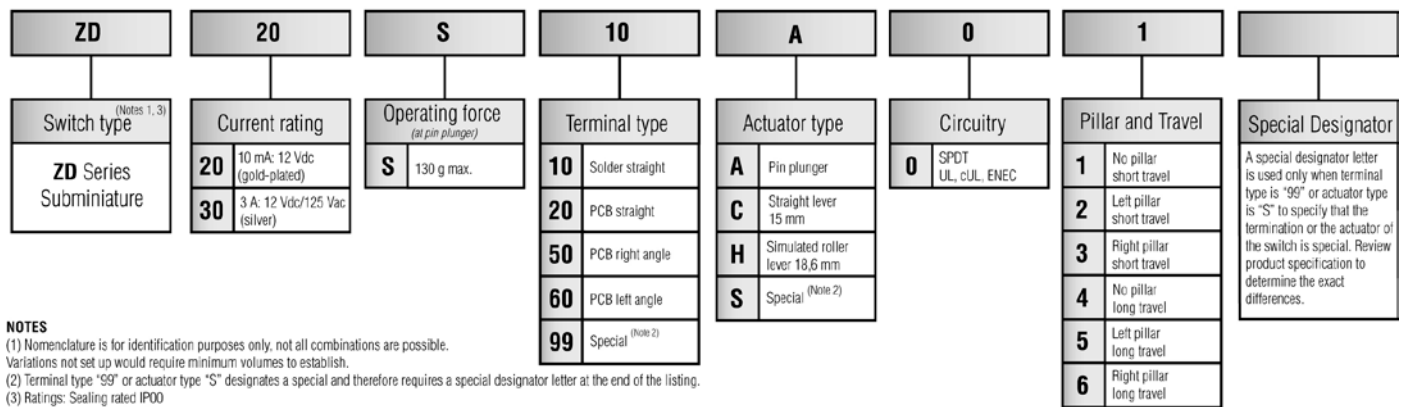 ZD 20 S 10 A 0 1
Switch type (Notes 1, 3)
ZD Series
Subminiature
Current rating
20 10 mA: 12 Vdc
(gold-plated)
30 3 A: 12 Vdc/125 Vac
(silver)
Operating force
(at pin plunger)
S 130 g max.
Terminal type
10 Solder straight
20 PCB straight
50 PCB right angle
60 PCB left angle
99 Special (Note 2)
Actuator type
A Pin plunger
C Straight lever
15 mm
H Simulated roller
lever 18,6 mm
S Special (Note 2)
Circuitry
0 SPDT
UL, cUL, ENEC
Pillar and Travel
1 No pillar
short travel
2 Left pillar
short travel
3 Right pillar
short travel
4 No pillar
long travel
5 Left pillar
long travel
6 Right pillar
long travel
Special Designator
A special designator letter
is used only when terminal
type is "99" or actuator type
is "S" to specify that the
termination or the actuator of
the switch is special. Review
product specification to
determine the exact
differences.
NOTES
(1) Nomenclature is for identification purposes only, not all combinations are possible.
Variations not set up would require minimum volumes to establish.
(2) Terminal type "99" or actuator type "S" designates a special and therefore requires a special designator letter at the end of the listing.
(3) Ratings: Sealing rated IP00